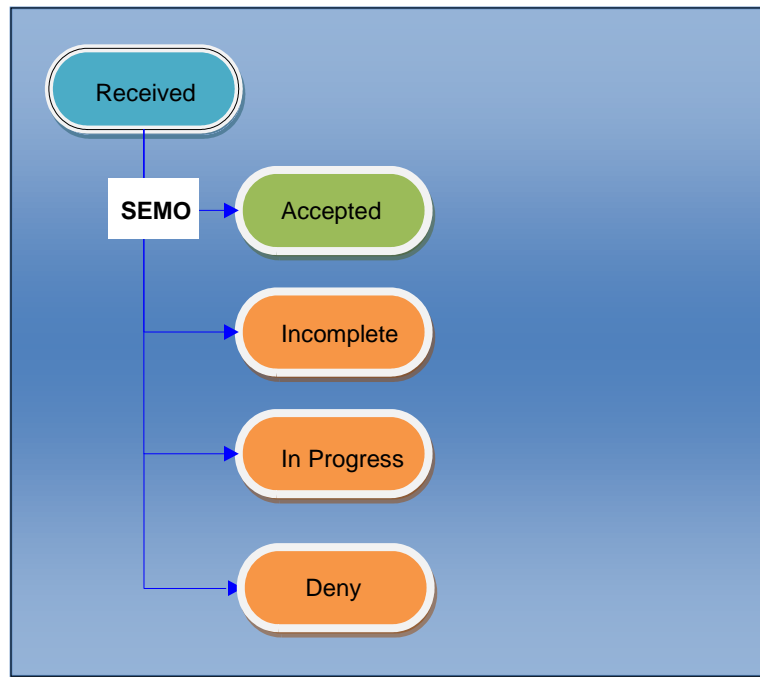 Received
SEMO
Accepted
Incomplete
In Progress
Deny